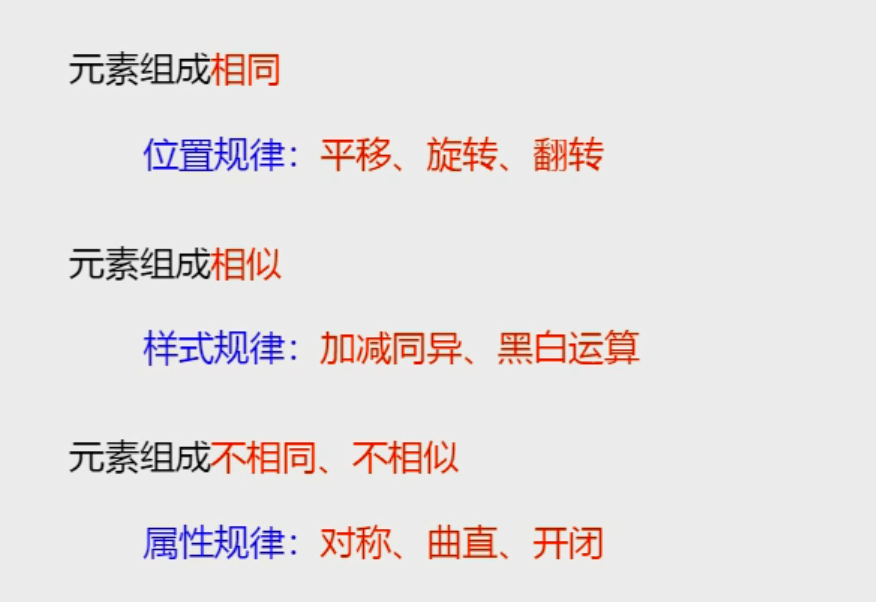 元素组成相同
位置规律：平移、旋转、翻转
元素组成相似
样式规律：加减同异、黑白运算
元素组成不相同、不相似
属性规律：对称、曲直、开闭